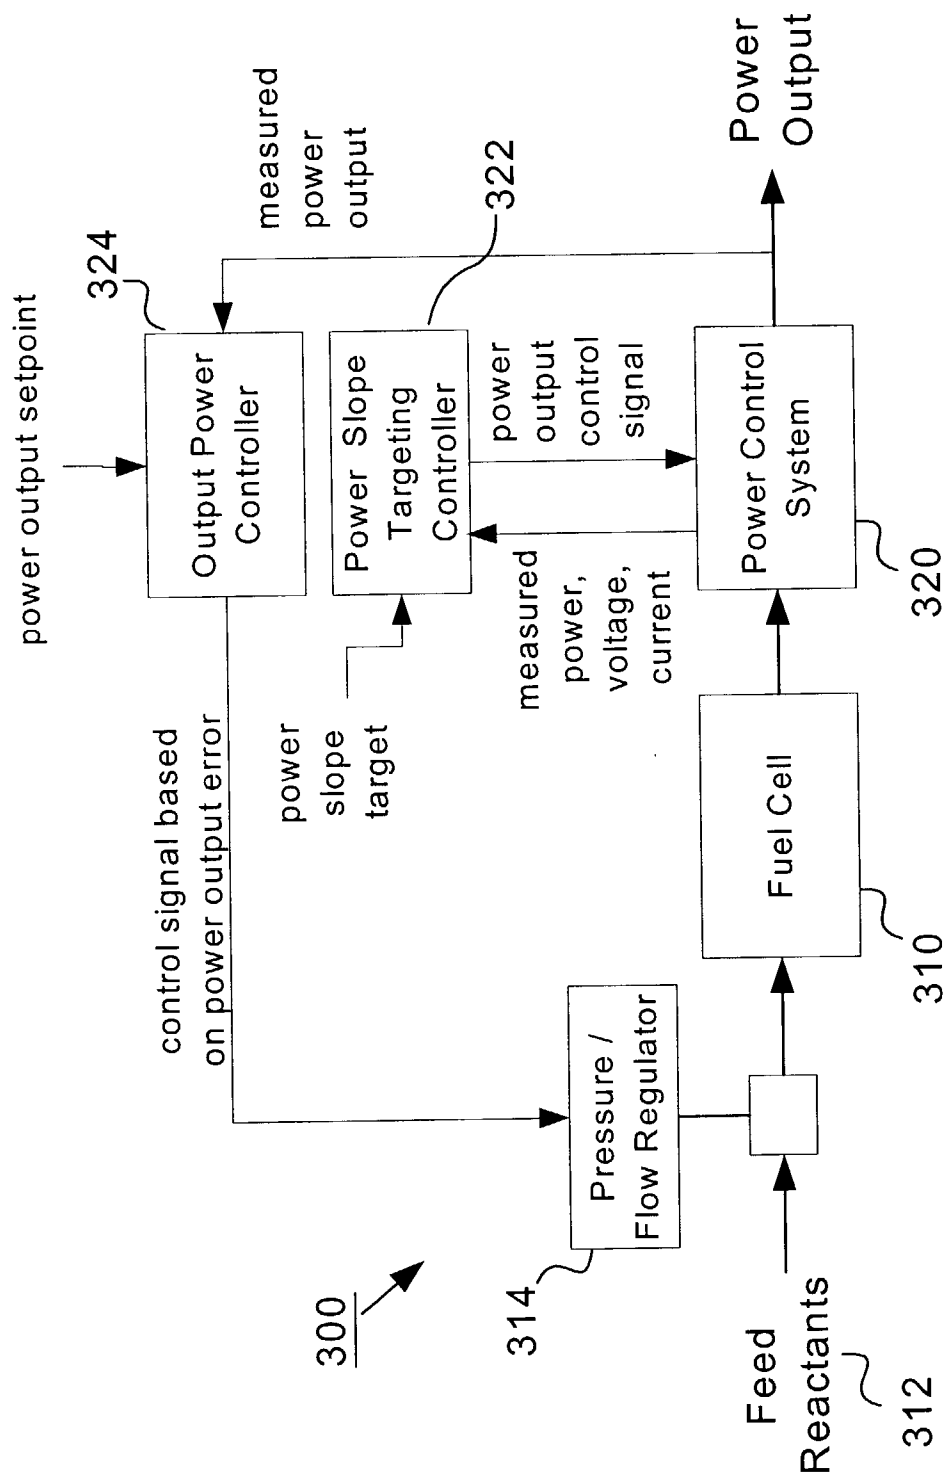 power output setpoint
324
Output Power
Controller
measured
power
output
control signal based
on power output error
power
slope
target
Power Slope
Targeting
Controller
322
measured
power,
voltage,
current
power
output
control
signal
300
314
Pressure /
Flow Regulator
Feed
Reactants
312
Fuel Cell
310
Power Control
System
320
Power
Output